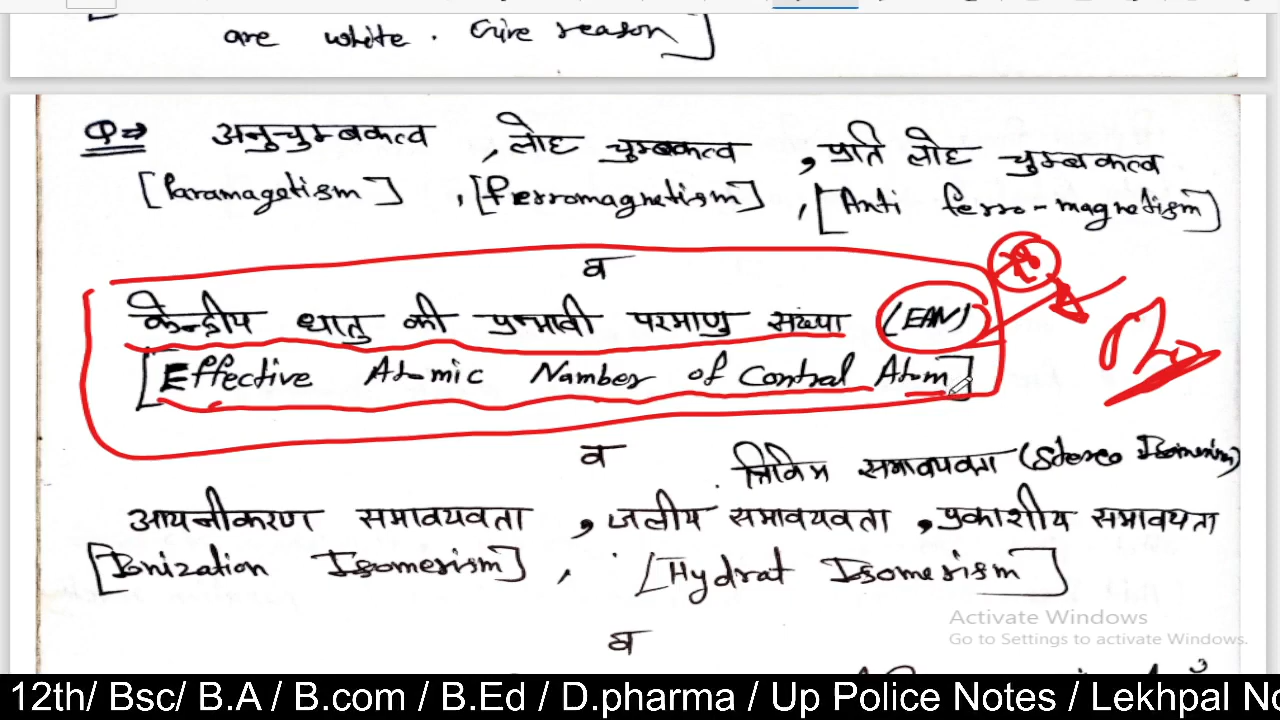 are white. Give reason]
Q⇒ अनुचुम्बकत्व , लोह चुम्बकत्व , प्रति लोह चुम्बकत्व
[Paramagetism] , [ferromagnetism] , [Anti ferro-magnetism]
व
केन्द्रीय धातु की प्रभावी परमाणु संख्या (EAN)
[Effective Atomic Number of Central Atom]
व
त्रिविम समावयवता (Stereo Isomerism)
आयनीकरण समावयवता , जलीय समावयवता , प्रकाशीय समावयता
[Ionization Isomerism] , [Hydrat Isomerism]
व
Activate Windows
Go to Settings to activate Windows.
12th/ Bsc/ B.A / B.com / B.Ed / D.pharma / Up Police Notes / Lekhpal No